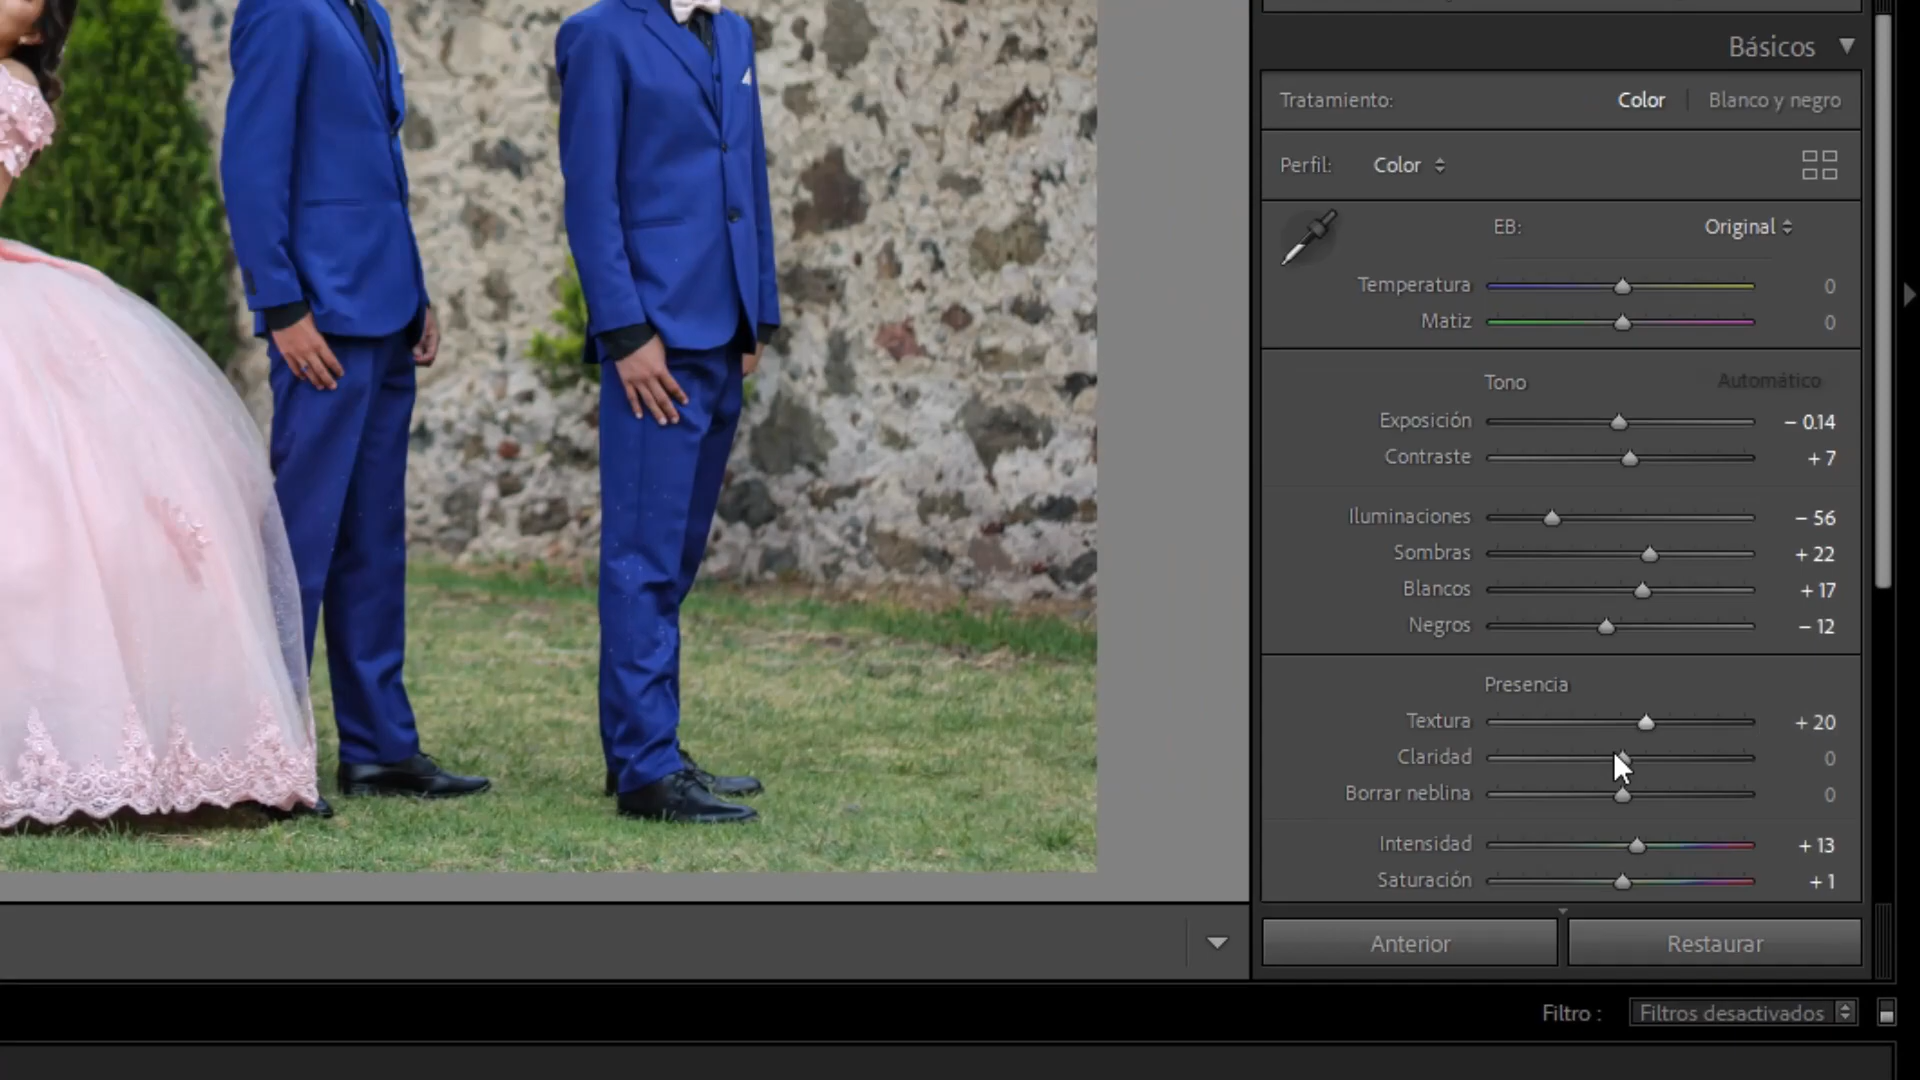 Básicos
Tratamiento: Color Blanco y negro
Perfil: Color
EB: Original
Temperatura 0
Matiz 0
Tono Automático
Exposición - 0.14
Contraste + 7
Iluminaciones - 56
Sombras + 22
Blancos + 17
Negros - 12
Presencia
Textura + 20
Claridad 0
Borrar neblina 0
Intensidad + 13
Saturación + 1
Anterior Restaurar
Filtro : Filtros desactivados